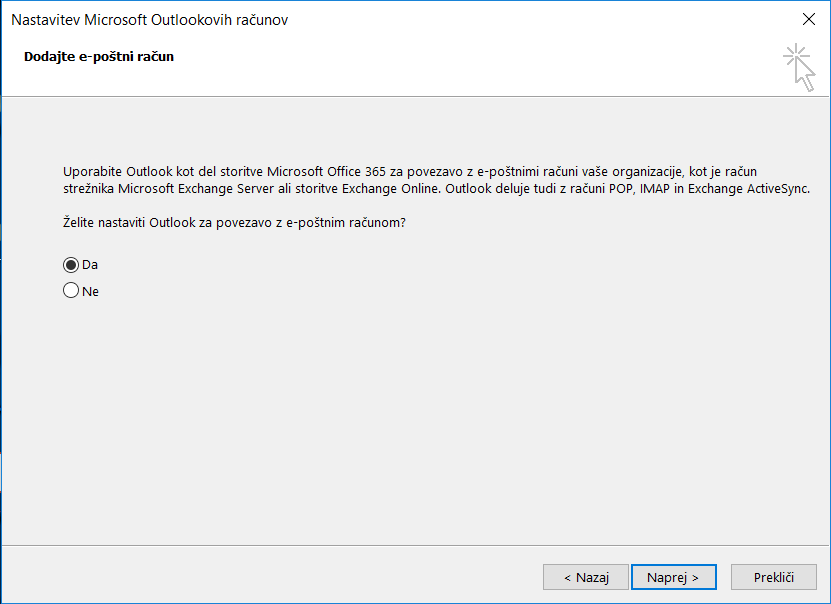 Nastavitev Microsoft Outlookovih računov
Dodajte e-poštni račun
Uporabite Outlook kot del storitve Microsoft Office 365 za povezavo z e-poštnimi računi vaše organizacije, kot je račun
strežnika Microsoft Exchange Server ali storitve Exchange Online. Outlook deluje tudi z računi POP, IMAP in Exchange ActiveSync.
Želite nastaviti Outlook za povezavo z e-poštnim računom?
Da
Ne
< Nazaj
Naprej >
Prekliči